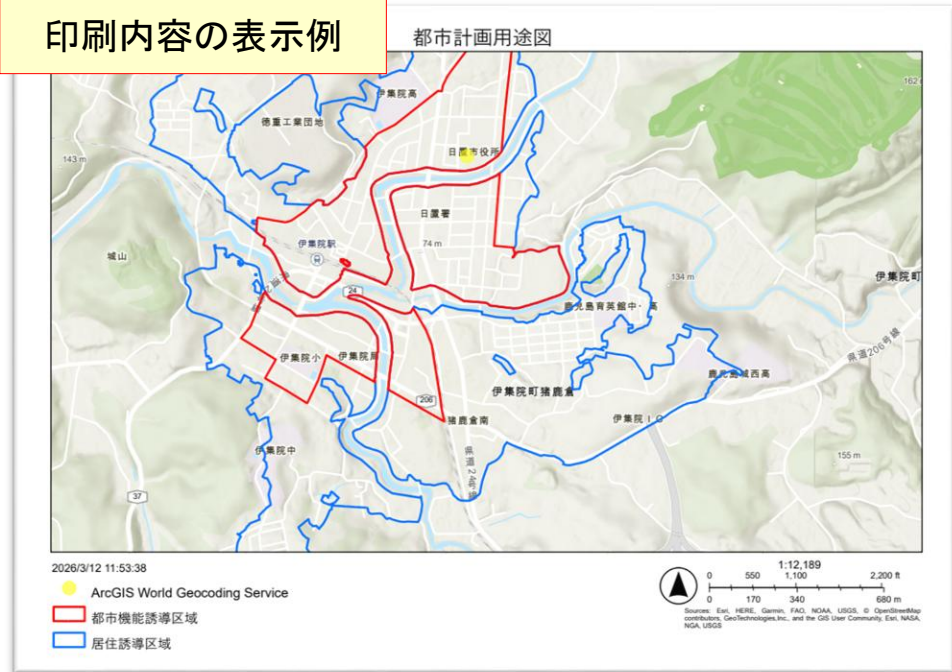 印刷内容の表示例
都市計画用途図
伊集院高
162
徳重工業団地
日置市役所
143 m
日置署
伊集院駅
74 m
城山
134 m
伊集院町
24
鹿児島育英館中・高
県道206号線
伊集院小
伊集院局
鹿児島城西高
伊集院町猪鹿倉
206
猪鹿倉南
伊集院IC
伊集院中
県道24号線
155 m
37
2026/3/12 11:53:38
ArcGIS World Geocoding Service
都市機能誘導区域
居住誘導区域
1:12,189
0 550 1,100 2,200 ft
0 170 340 680 m
Sources: Esri, HERE, Garmin, FAO, NOAA, USGS, © OpenStreetMap
contributors, GeoTechnologies,Inc., and the GIS User Community, Esri, NASA,
NGA, USGS